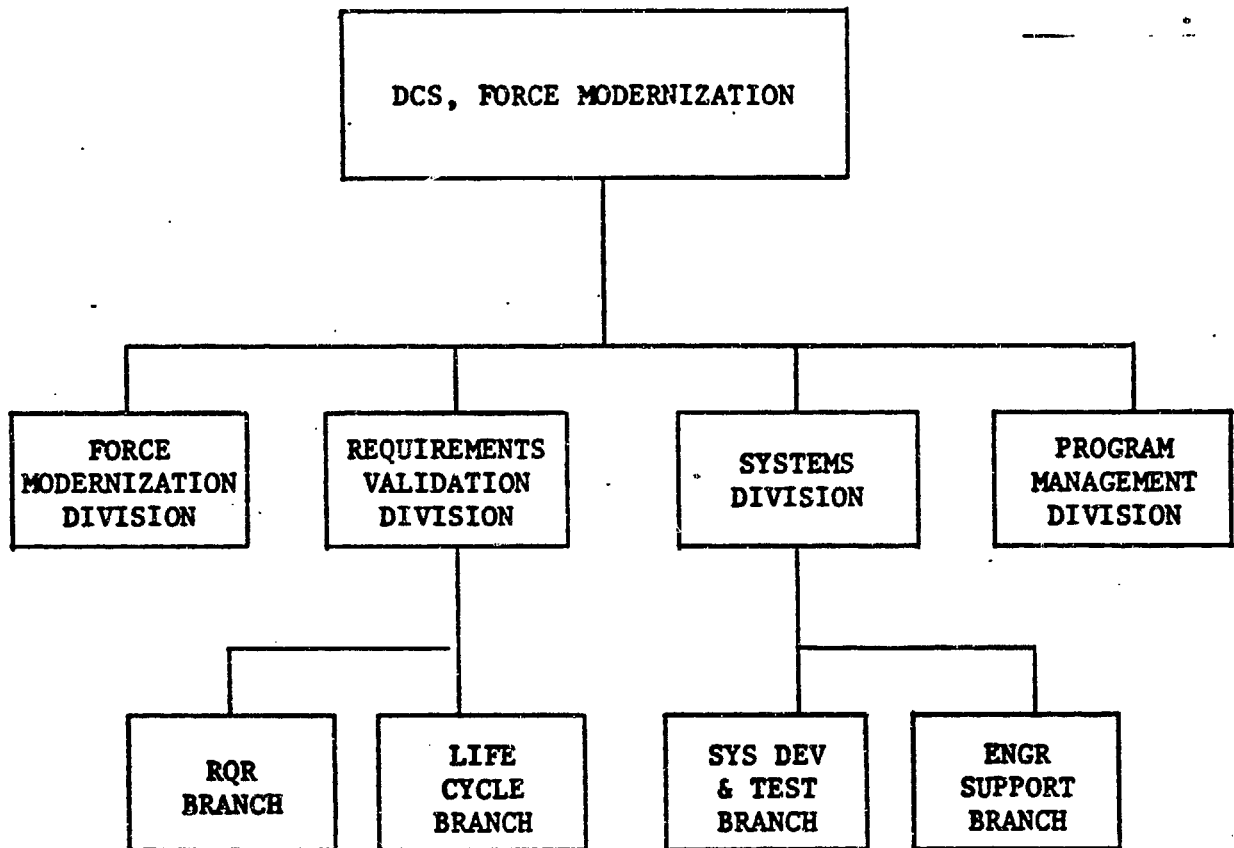 DCS, FORCE MODERNIZATION
FORCE
MODERNIZATION
DIVISION
REQUIREMENTS
VALIDATION
DIVISION
SYSTEMS
DIVISION
PROGRAM
MANAGEMENT
DIVISION
RQR
BRANCH
LIFE
CYCLE
BRANCH
SYS DEV
& TEST
BRANCH
ENGR
SUPPORT
BRANCH